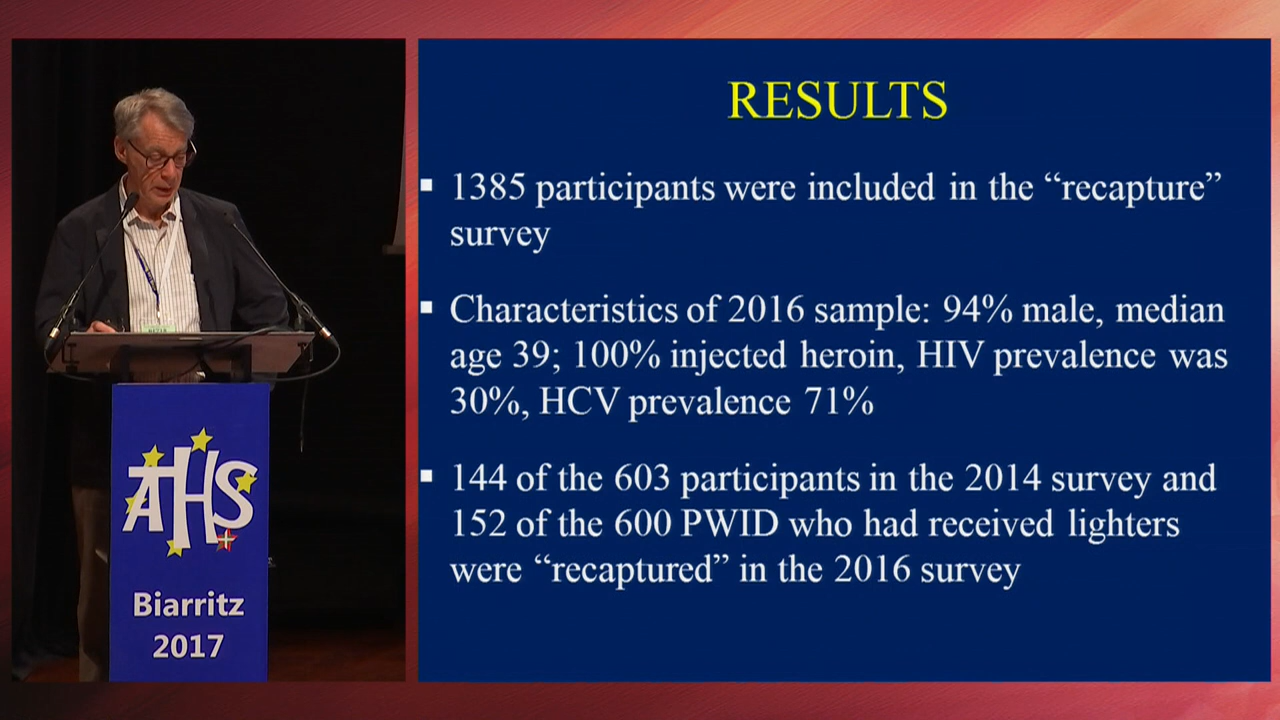 RESULTS
▪ 1385 participants were included in the “recapture”
survey
▪ Characteristics of 2016 sample: 94% male, median
age 39; 100% injected heroin, HIV prevalence was
30%, HCV prevalence 71%
▪ 144 of the 603 participants in the 2014 survey and
152 of the 600 PWID who had received lighters
were “recaptured” in the 2016 survey
AHS
Biarritz
2017